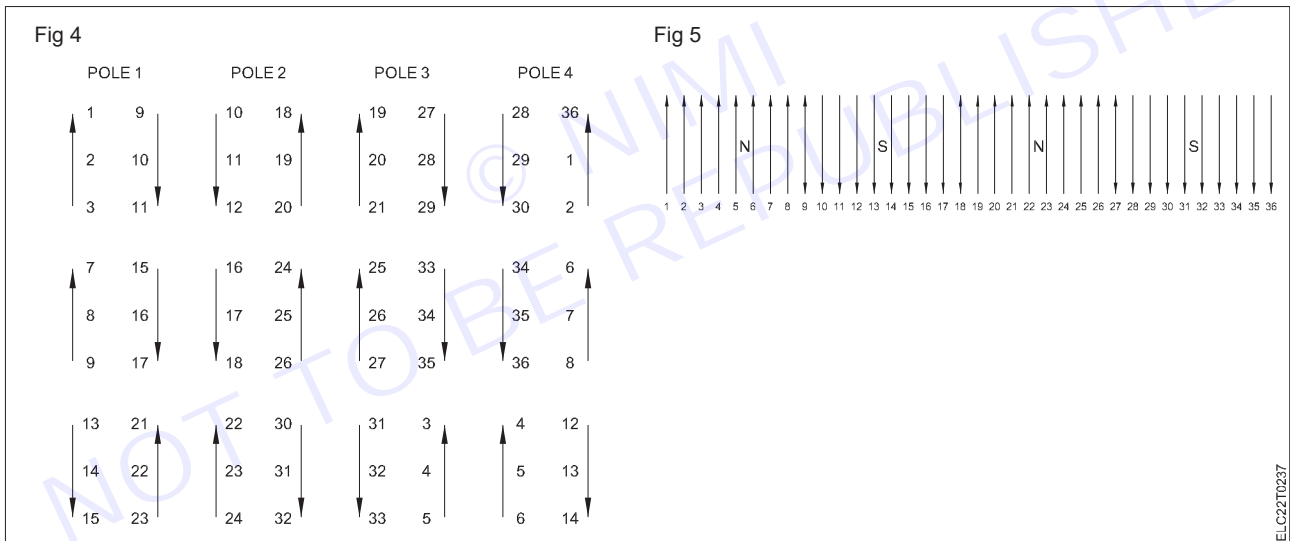 Fig 4
POLE 1 POLE 2 POLE 3 POLE 4
1 9 10 18 19 27 28 36
2 10 11 19 20 28 29 1
3 11 12 20 21 29 30 2
7 15 16 24 25 33 34 6
8 16 17 25 26 34 35 7
9 17 18 26 27 35 36 8
13 21 22 30 31 3 4 12
14 22 23 31 32 4 5 13
15 23 24 32 33 5 6 14
Fig 5
N S N S
1 2 3 4 5 6 7 8 9 10 11 12 13 14 15 16 17 18 19 20 21 22 23 24 25 26 27 28 29 30 31 32 33 34 35 36
ELC22T0237
© NIMI
NOT TO BE REPUBLISHE